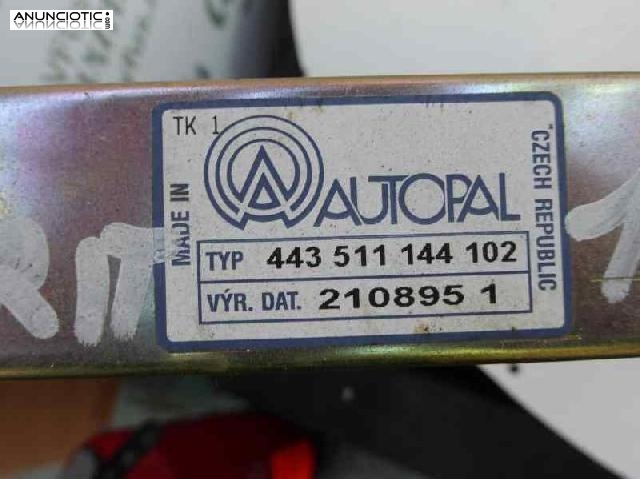 ANUNCIOTIC
TK 1
MADE IN
AUTOPAL
CZECH REPUBLIC
TYP 443 511 144 102
VÝR. DAT. 210895 1